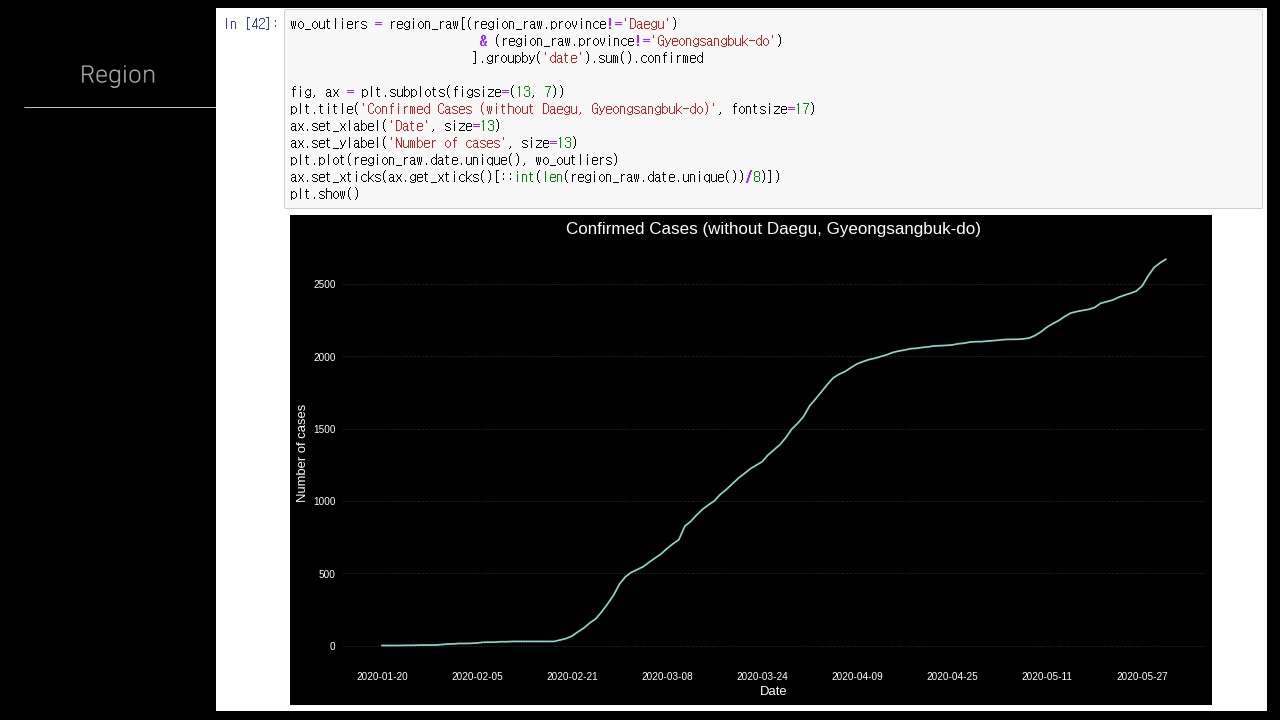 Region
In [42]:
wo_outliers = region_raw[(region_raw.province!='Daegu')
& (region_raw.province!='Gyeongsangbuk-do')
].groupby('date').sum().confirmed
fig, ax = plt.subplots(figsize=(13, 7))
plt.title('Confirmed Cases (without Daegu, Gyeongsangbuk-do)', fontsize=17)
ax.set_xlabel('Date', size=13)
ax.set_ylabel('Number of cases', size=13)
plt.plot(region_raw.date.unique(), wo_outliers)
ax.set_xticks(ax.get_xticks()[::int(len(region_raw.date.unique())/8)])
plt.show()
Confirmed Cases (without Daegu, Gyeongsangbuk-do)
2500
2000
1500
1000
500
0
Number of cases
2020-01-20 2020-02-05 2020-02-21 2020-03-08 2020-03-24 2020-04-09 2020-04-25 2020-05-11 2020-05-27
Date